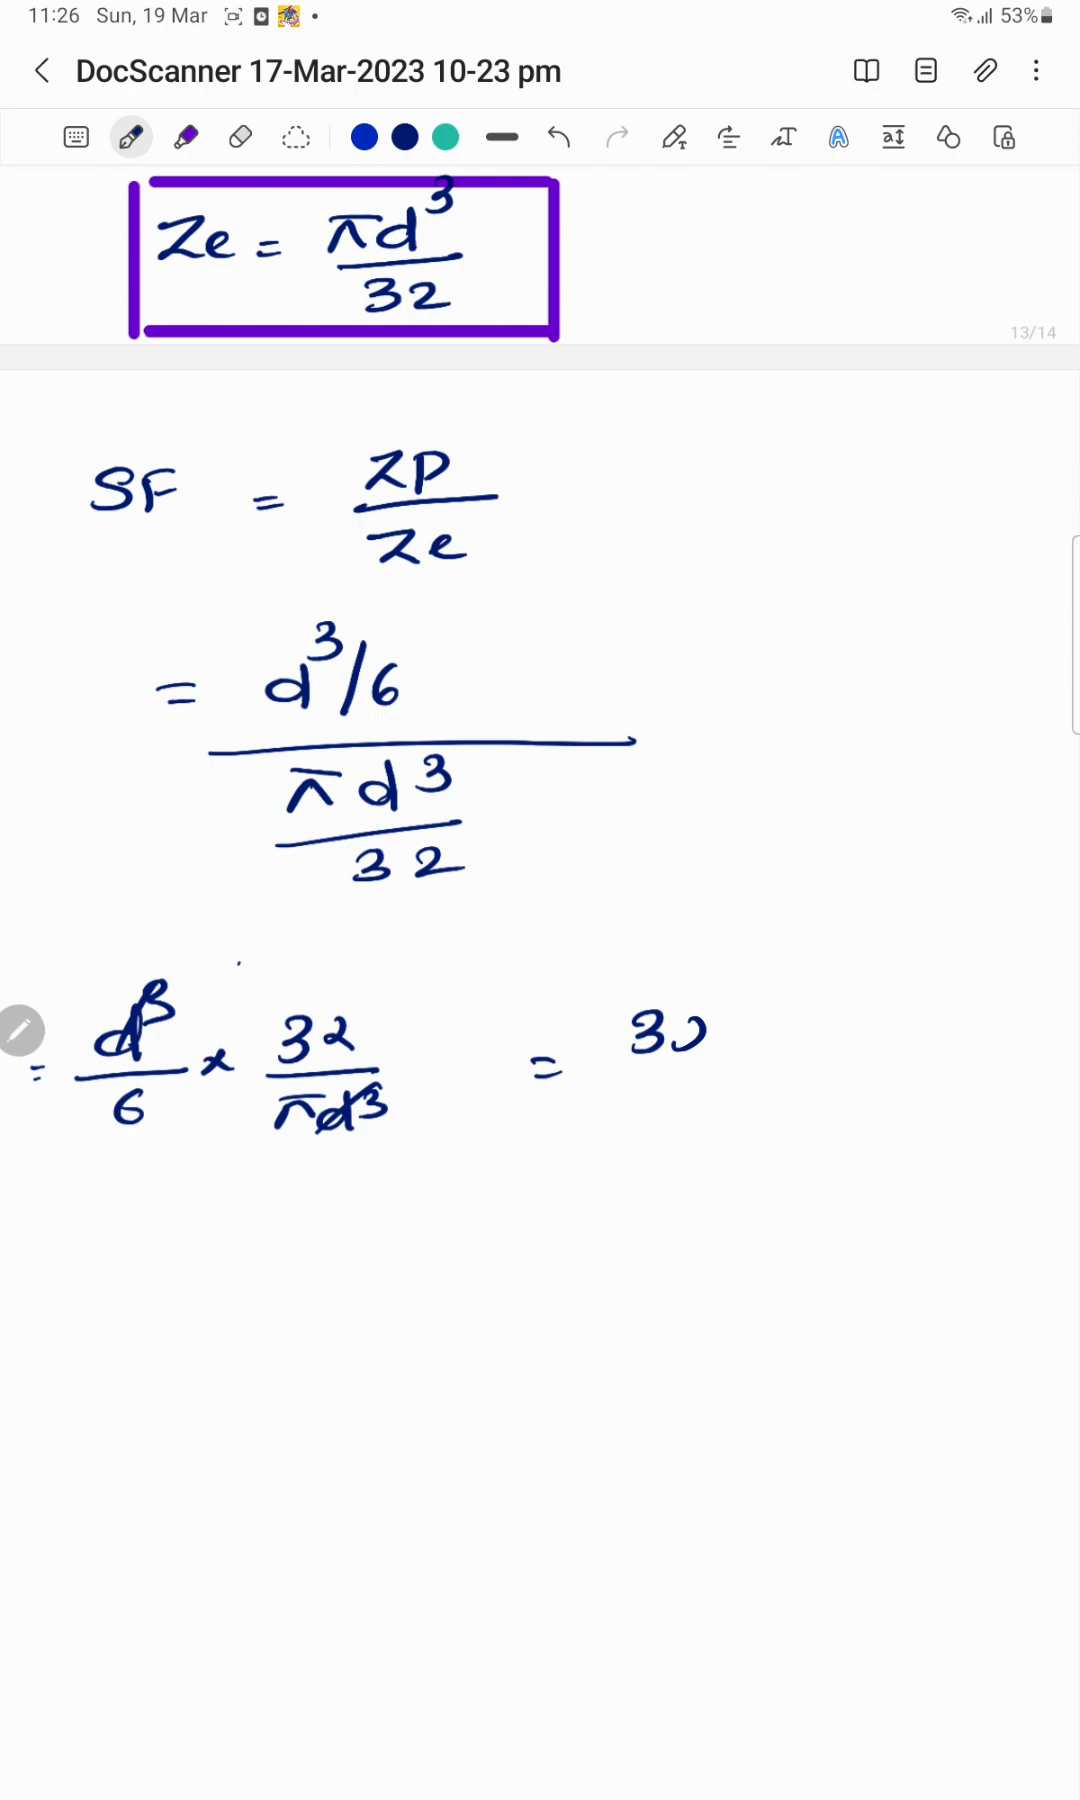 11:26 Sun, 19 Mar 53%
DocScanner 17-Mar-2023 10-23 pm
Ze = πd³/32
13/14
SF = ZP/Ze
= (d³/6)/(πd³/32)
= d³/6 × 32/πd³ = 3